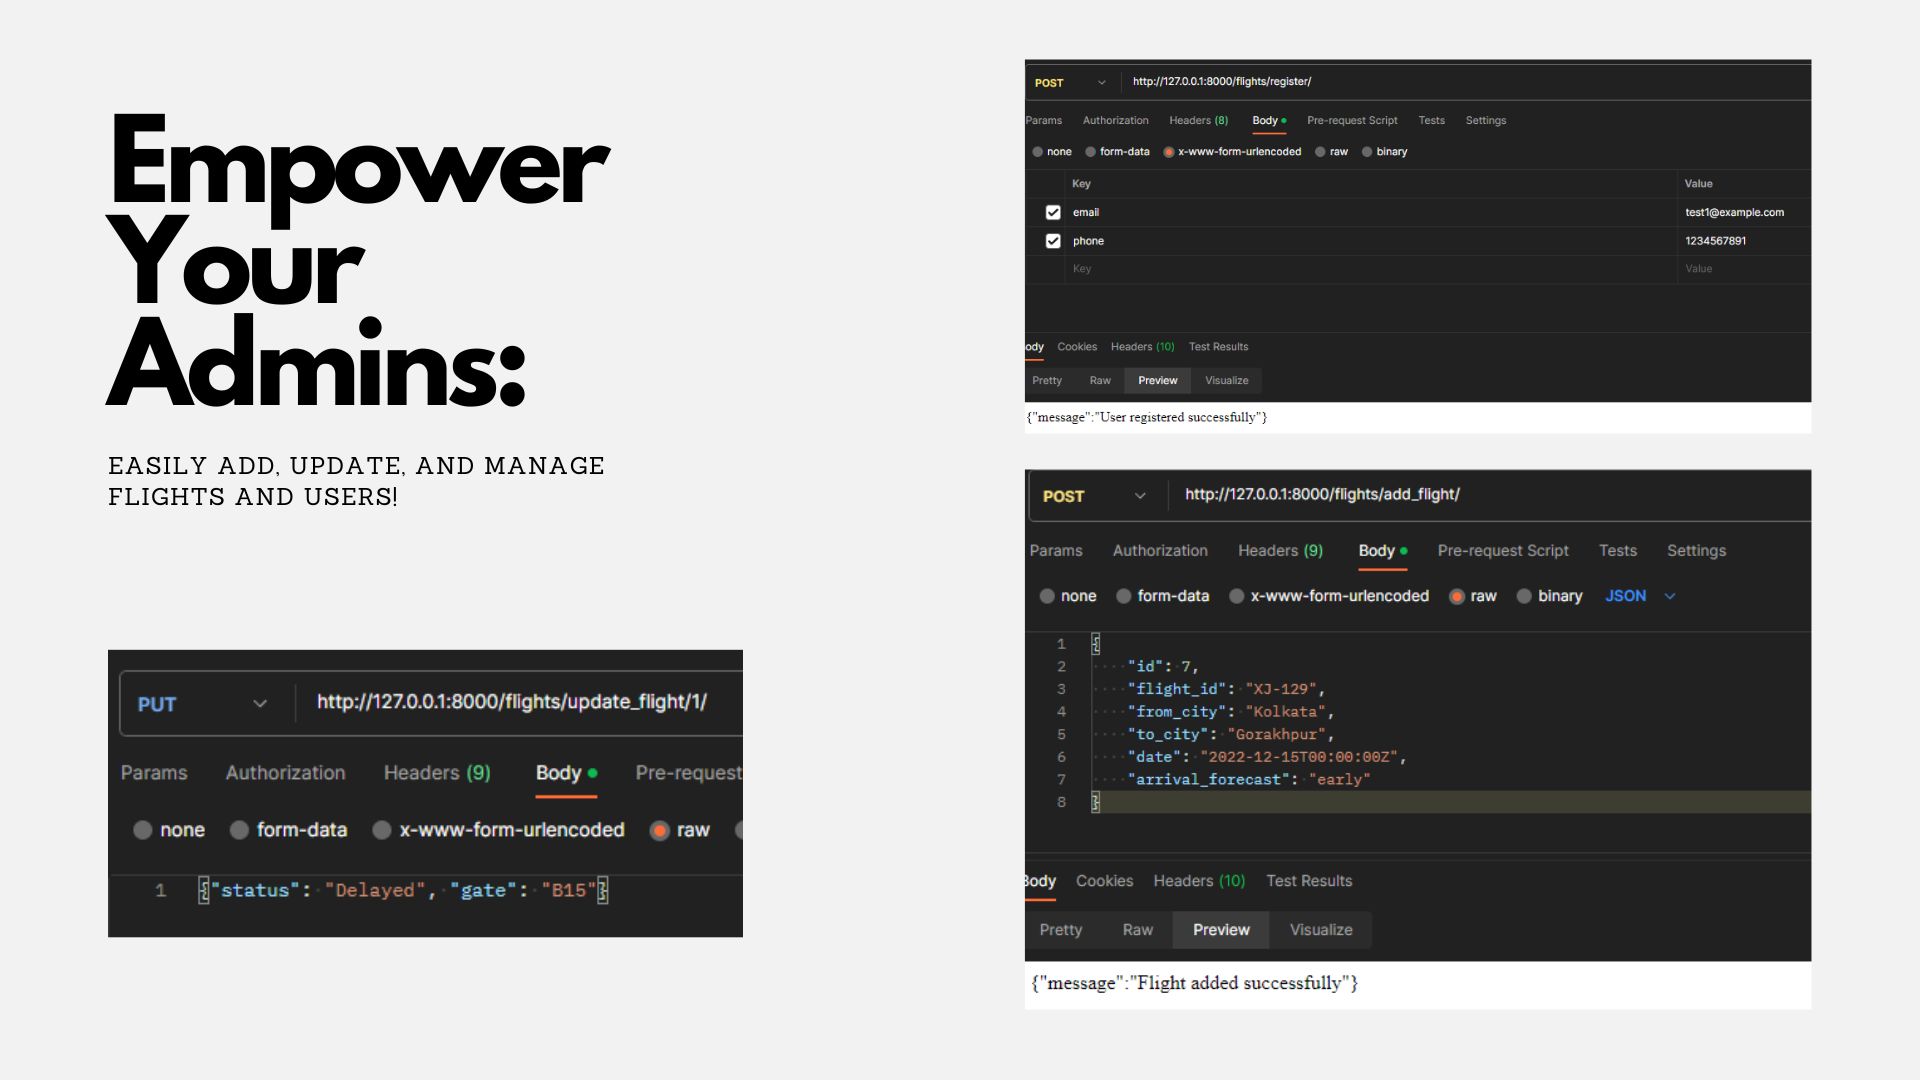 Empower
Your
Admins:
EASILY ADD, UPDATE, AND MANAGE
FLIGHTS AND USERS!
PUT http://127.0.0.1:8000/flights/update_flight/1/
Params Authorization Headers (9) Body Pre-request
none form-data x-www-form-urlencoded raw
1 {"status": "Delayed", "gate": "B15"}
POST http://127.0.0.1:8000/flights/register/
Params Authorization Headers (8) Body Pre-request Script Tests Settings
none form-data x-www-form-urlencoded raw binary
Key Value
email test1@example.com
phone 1234567891
Key Value
ody Cookies Headers (10) Test Results
Pretty Raw Preview Visualize
{"message":"User registered successfully"}
POST http://127.0.0.1:8000/flights/add_flight/
Params Authorization Headers (9) Body Pre-request Script Tests Settings
none form-data x-www-form-urlencoded raw binary JSON
1 {
2 "id": 7,
3 "flight_id": "XJ-129",
4 "from_city": "Kolkata",
5 "to_city": "Gorakhpur",
6 "date": "2022-12-15T00:00:00Z",
7 "arrival_forecast": "early"
8 }
Body Cookies Headers (10) Test Results
Pretty Raw Preview Visualize
{"message":"Flight added successfully"}